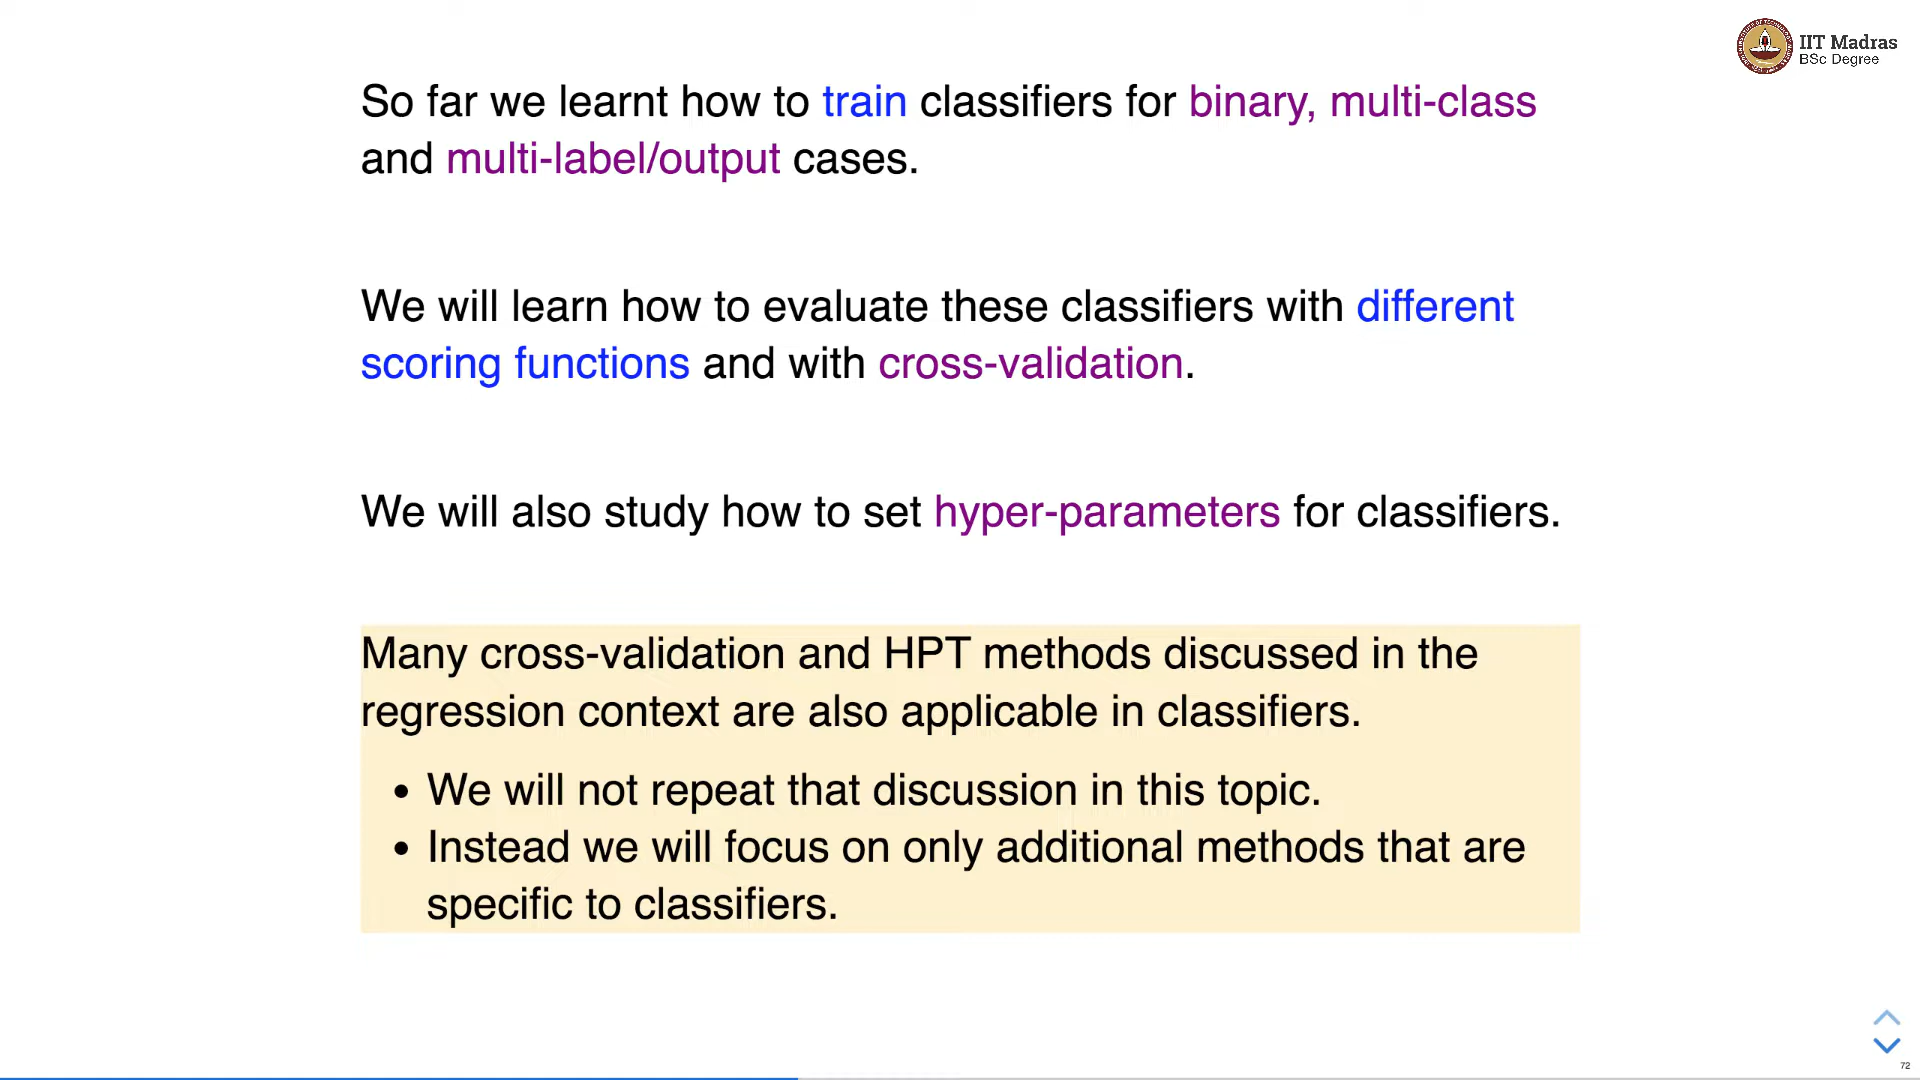 IIT Madras
BSc Degree
So far we learnt how to train classifiers for binary, multi-class
and multi-label/output cases.
We will learn how to evaluate these classifiers with different
scoring functions and with cross-validation.
We will also study how to set hyper-parameters for classifiers.
Many cross-validation and HPT methods discussed in the
regression context are also applicable in classifiers.
• We will not repeat that discussion in this topic.
• Instead we will focus on only additional methods that are
specific to classifiers.
72